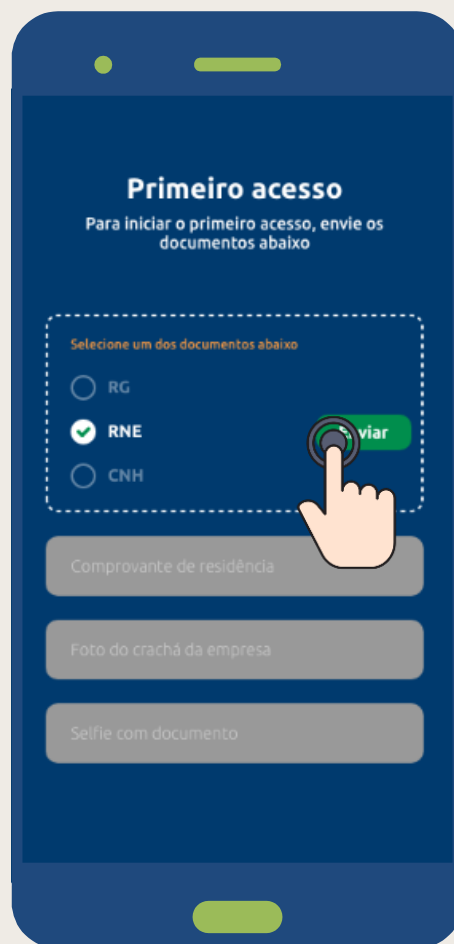 Primeiro acesso
Para iniciar o primeiro acesso, envie os
documentos abaixo
Selecione um dos documentos abaixo
RG
RNE
Enviar
CNH
Comprovante de residência
Foto do crachá da empresa
Selfie com documento